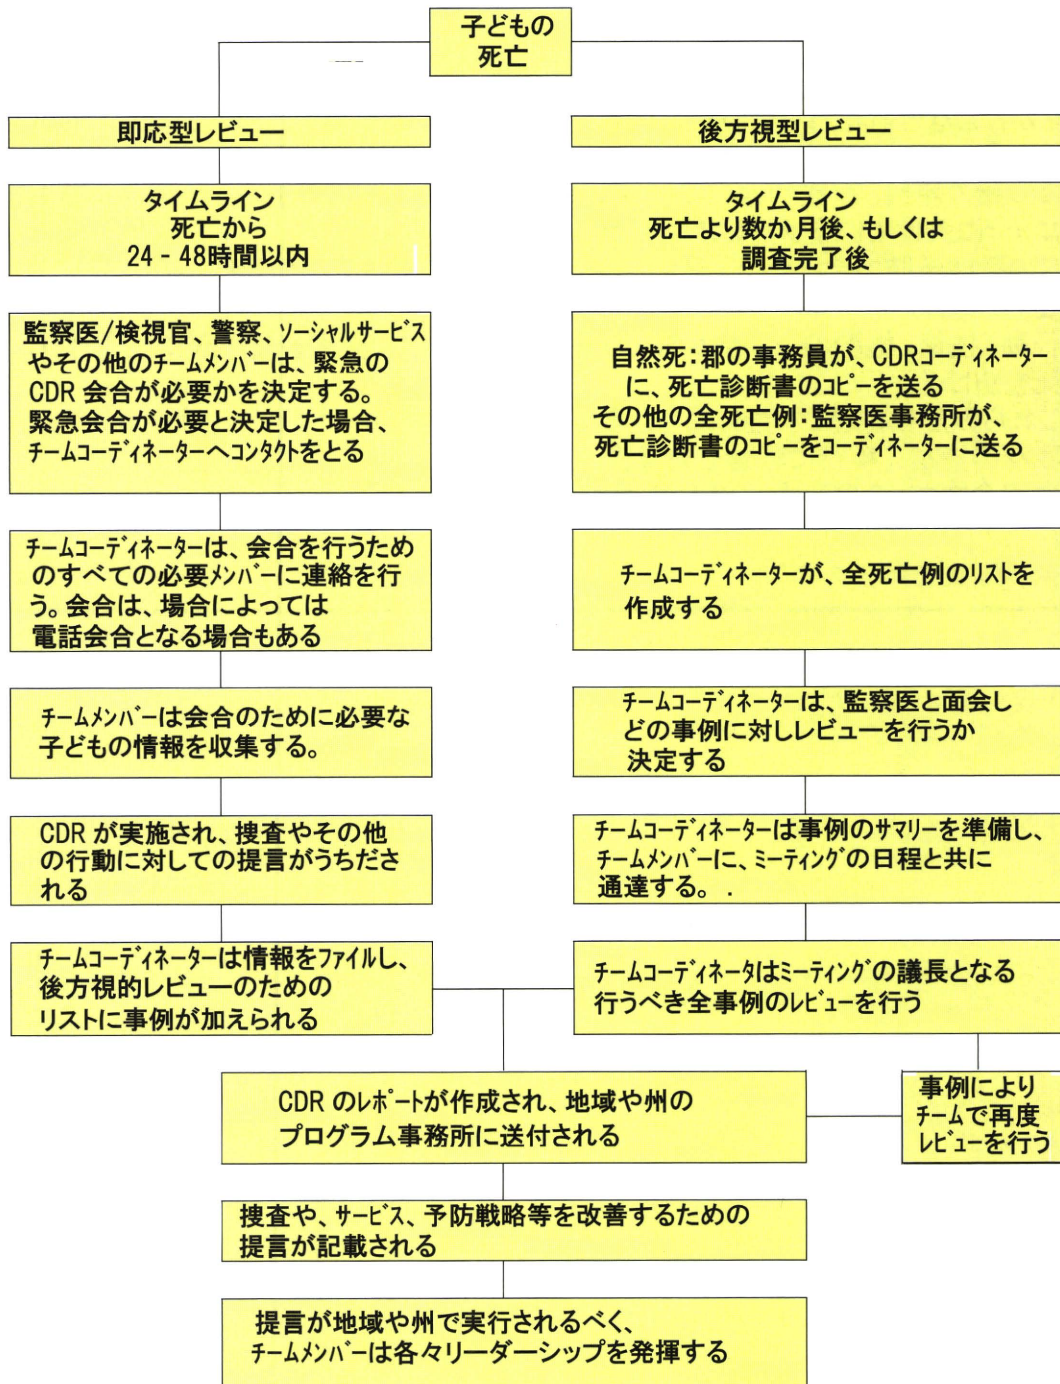 子どもの
死亡
即応型レビュー
タイムライン
死亡から
24 - 48時間以内
監察医/検視官、警察、ソーシャルサービス
やその他のチームメンバーは、緊急の
CDR 会合が必要かを決定する。
緊急会合が必要と決定した場合、
チームコーディネーターへコンタクトをとる
チームコーディネーターは、会合を行うため
のすべての必要メンバーに連絡を行
う。会合は、場合によっては
電話会合となる場合もある
チームメンバーは会合のために必要な
子どもの情報を収集する。
CDR が実施され、捜査やその他
の行動に対しての提言がうちださ
れる
チームコーディネーターは情報をファイルし、
後方視的レビューのための
リストに事例が加えられる
後方視型レビュー
タイムライン
死亡より数か月後、もしくは
調査完了後
自然死:郡の事務員が、CDRコーディネーター
に、死亡診断書のコピーを送る
その他の全死亡例:監察医事務所が、
死亡診断書のコピーをコーディネーターに送る
チームコーディネーターが、全死亡例のリストを
作成する
チームコーディネーターは、監察医と面会し
どの事例に対しレビューを行うか
決定する
チームコーディネーターは事例のサマリーを準備し、
チームメンバーに、ミーティングの日程と共に
通達する。.
チームコーディネータはミーティングの議長となる
行うべき全事例のレビューを行う
事例により
チームで再度
レビューを行う
CDR のレポートが作成され、地域や州の
プログラム事務所に送付される
捜査や、サービス、予防戦略等を改善するための
提言が記載される
提言が地域や州で実行されるべく、
チームメンバーは各々リーダーシップを発揮する